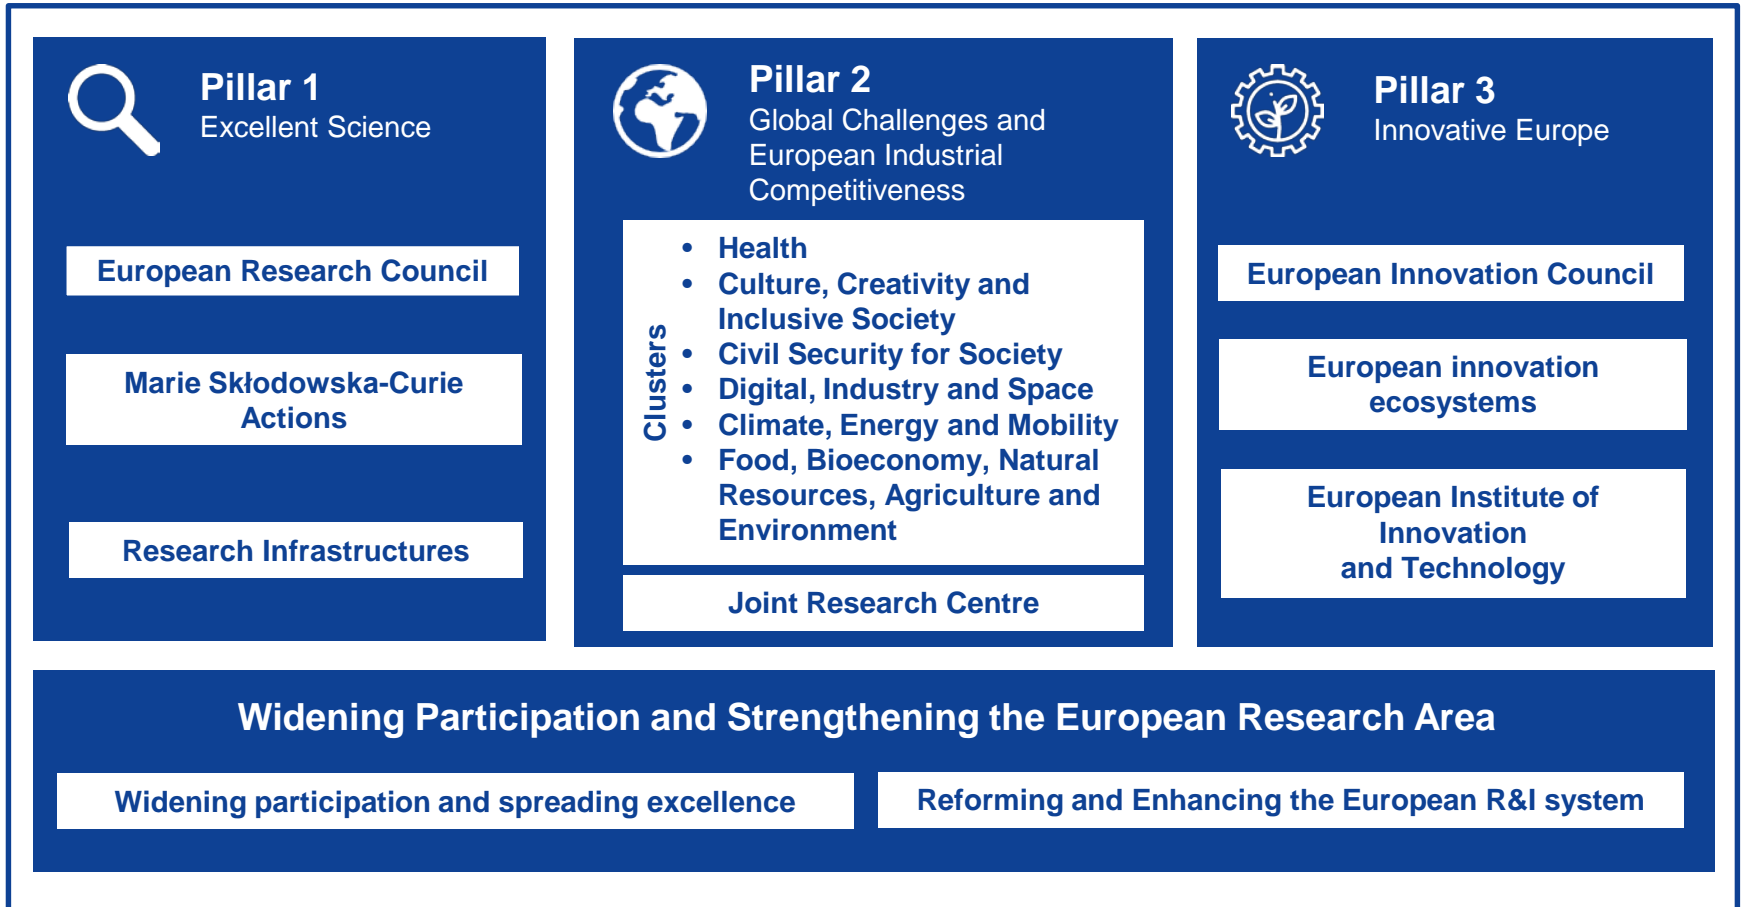 Pillar 1
Excellent Science
European Research Council
Marie Skłodowska-Curie
Actions
Research Infrastructures
Pillar 2
Global Challenges and
European Industrial
Competitiveness
Clusters
• Health
• Culture, Creativity and
Inclusive Society
• Civil Security for Society
• Digital, Industry and Space
• Climate, Energy and Mobility
• Food, Bioeconomy, Natural
Resources, Agriculture and
Environment
Joint Research Centre
Pillar 3
Innovative Europe
European Innovation Council
European innovation
ecosystems
European Institute of
Innovation
and Technology
Widening Participation and Strengthening the European Research Area
Widening participation and spreading excellence
Reforming and Enhancing the European R&I system